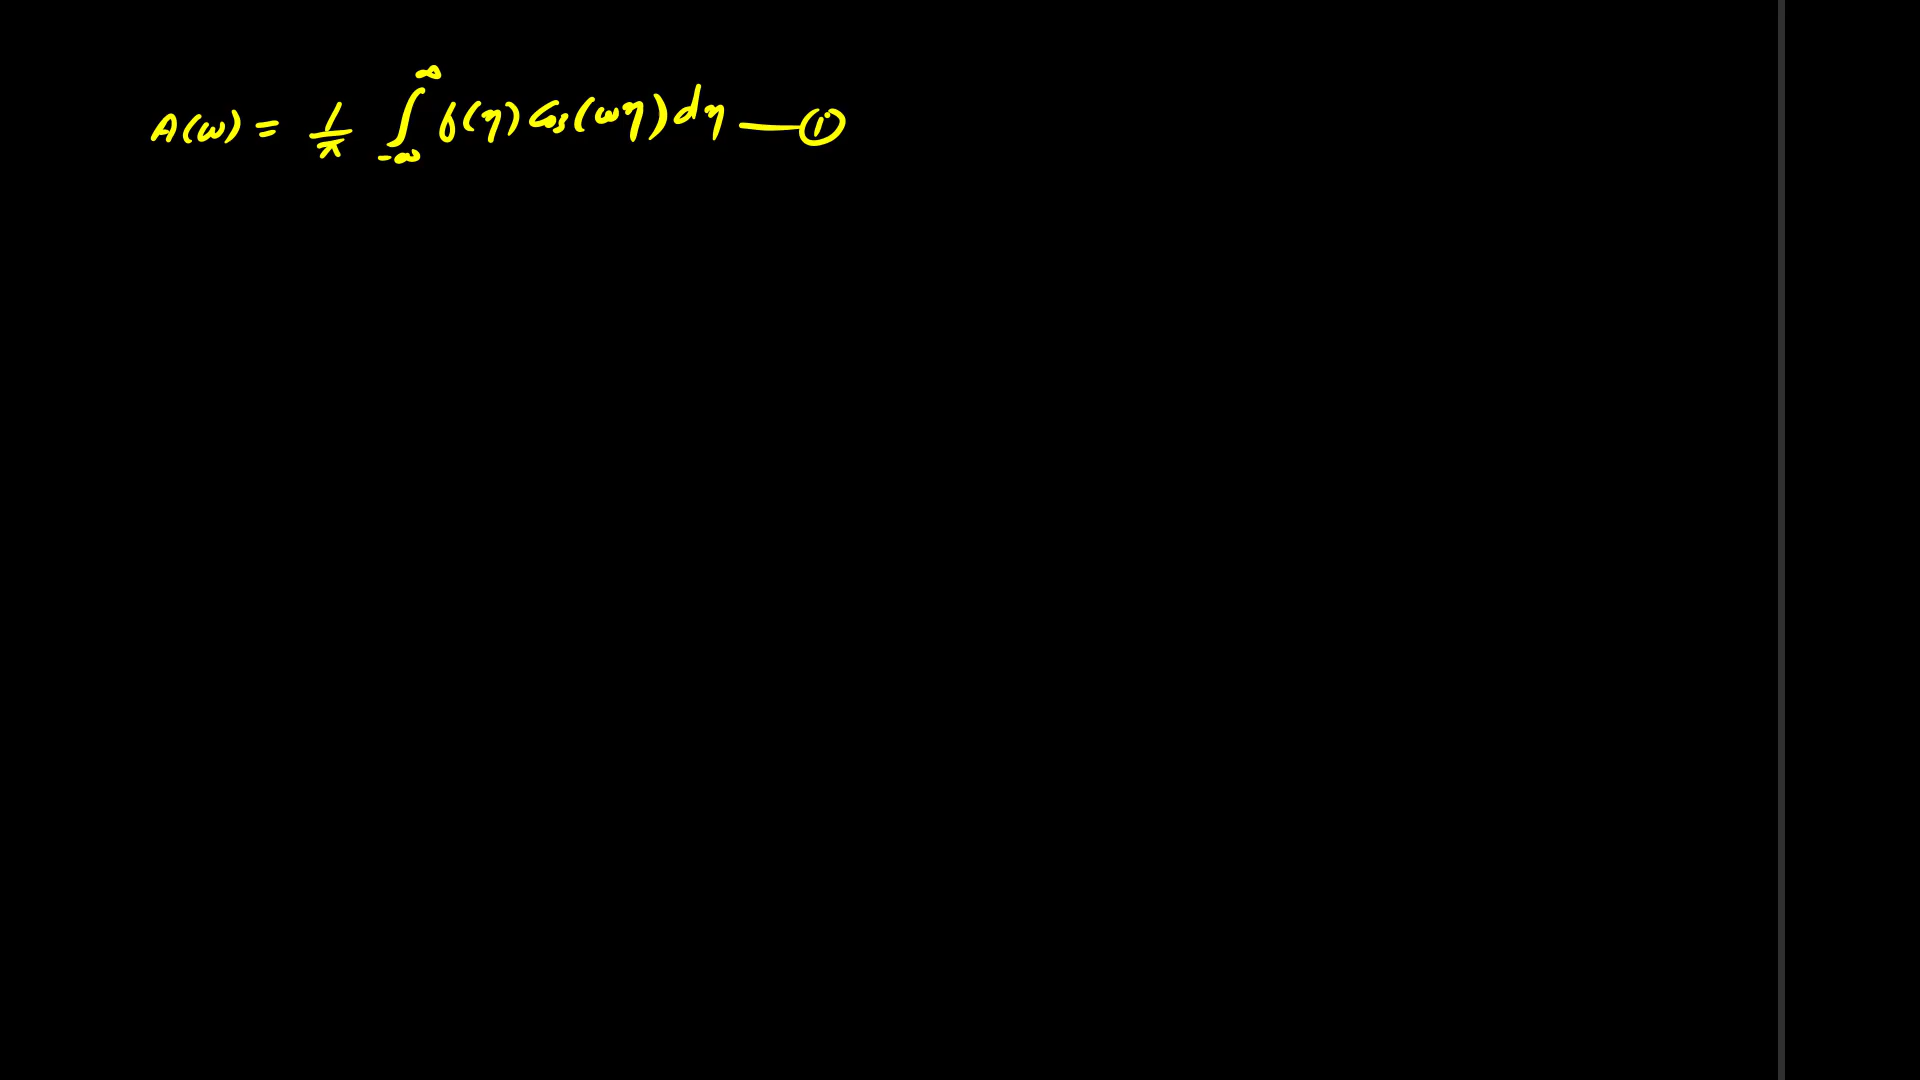 A(ω) = 1/π ∫_{-∞}^{∞} f(η) Cos(ωη) dη —— ①